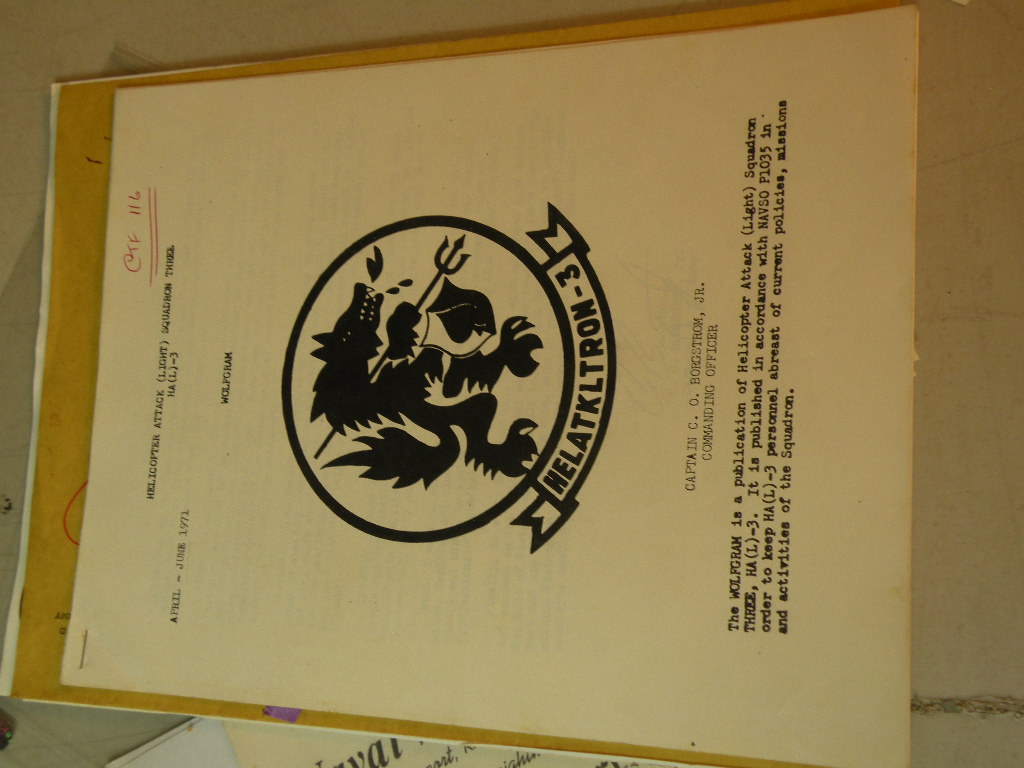 CTF 116
HELICOPTER ATTACK (LIGHT) SQUADRON THREE
HA(L)-3
APRIL - JUNE 1971
WOLFGRAM
HELATKLTRON-3
CAPTAIN C. O. BORGSTROM, JR.
COMMANDING OFFICER
The WOLFGRAM is a publication of Helicopter Attack (Light) Squadron
THREE, HA(L)-3. It is published in accordance with NAVSO P1035 in
order to keep HA(L)-3 personnel abreast of current policies, missions
and activities of the Squadron.